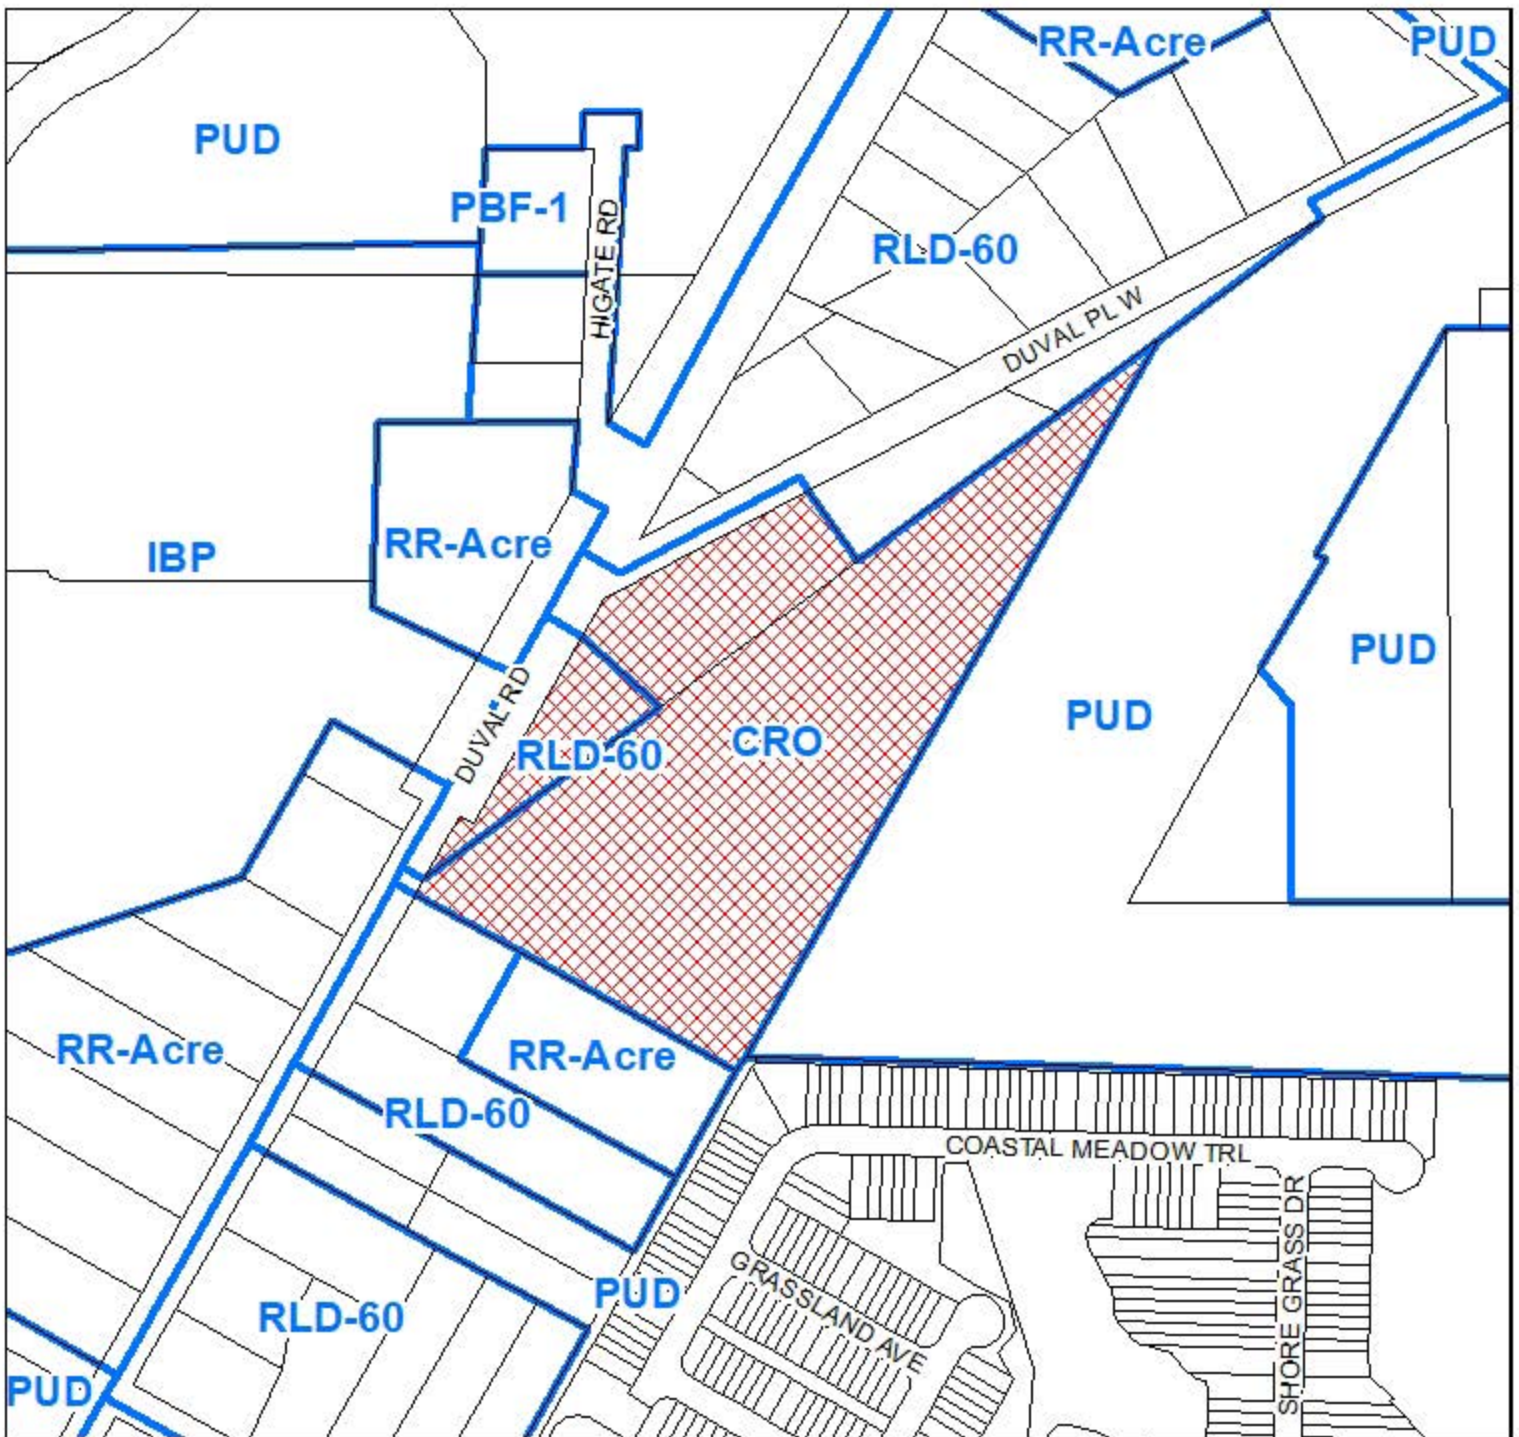 RR-Acre
PUD
PUD
PBF-1
HIGATE RD
RLD-60
DUVAL PL W
RR-Acre
IBP
PUD
PUD
DUVAL RD
RLD-60
CRO
RR-Acre
RR-Acre
RLD-60
COASTAL MEADOW TRL
SHORE GRASS DR
GRASSLAND AVE
PUD
RLD-60
PUD